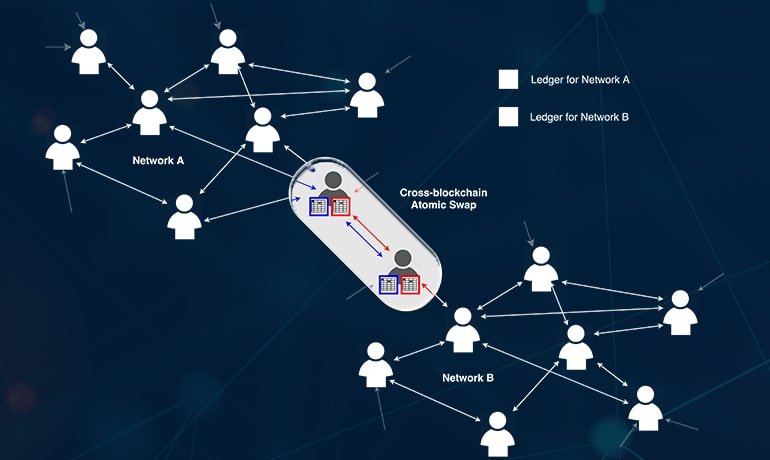 Ledger for Network A
Ledger for Network B
Network A
Cross-blockchain
Atomic Swap
Network B